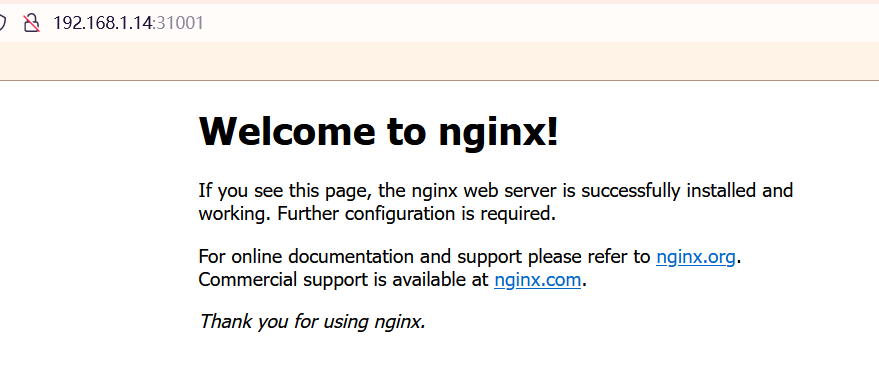 192.168.1.14:31001
Welcome to nginx!
If you see this page, the nginx web server is successfully installed and
working. Further configuration is required.
For online documentation and support please refer to nginx.org.
Commercial support is available at nginx.com.
Thank you for using nginx.